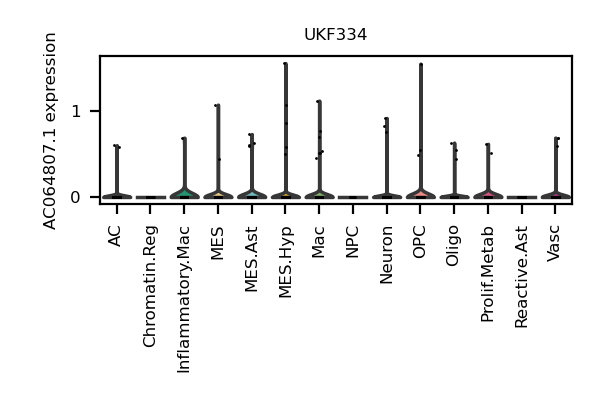 UKF334
AC064807.1 expression
1
0
AC
Chromatin.Reg
Inflammatory.Mac
MES
MES.Ast
MES.Hyp
Mac
NPC
Neuron
OPC
Oligo
Prolif.Metab
Reactive.Ast
Vasc